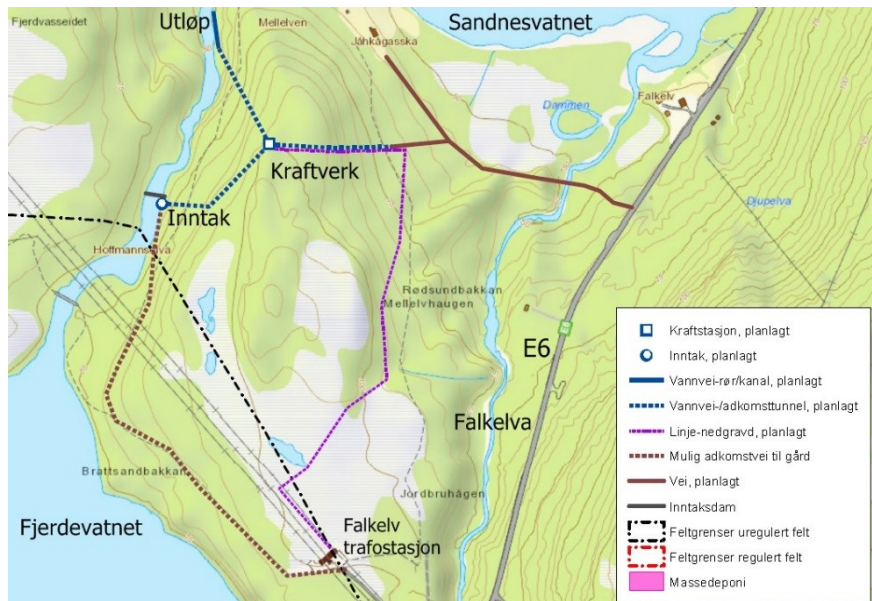 Fjerdvasseidet
Utløp
Mellelven
Sandnesvatnet
Jåhkågasska
Dammen
Falkelv
Kraftverk
Djupelva
Inntak
Rødsundbakkan
Mellelvhaugen
E6
E6
Falkelva
Brattsandbakkan
Jordbruhågen
Fjerdevatnet
Falkelv
trafostasjon
Kraftstasjon, planlagt
Inntak, planlagt
Vannvei-rør/kanal, planlagt
Vannvei-/adkomsttunnel, planlagt
Linje-nedgravd, planlagt
Mulig adkomstvei til gård
Vei, planlagt
Inntaksdam
Feltgrenser uregulert felt
Feltgrenser regulert felt
Massedeponi